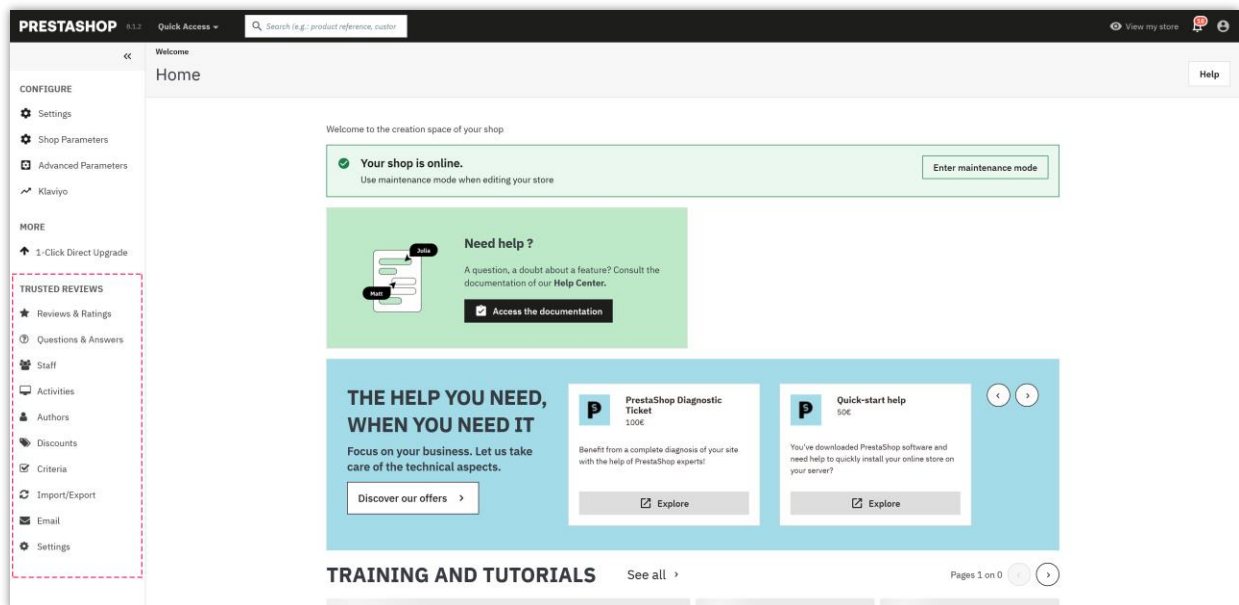 PRESTASHOP 8.1.2 Quick Access Search (e.g.: product reference, custor View my store
Welcome
Home
Help
CONFIGURE
Settings
Shop Parameters
Advanced Parameters
Klaviyo
MORE
1-Click Direct Upgrade
TRUSTED REVIEWS
Reviews & Ratings
Questions & Answers
Staff
Activities
Authors
Discounts
Criteria
Import/Export
Email
Settings
Welcome to the creation space of your shop
Your shop is online.
Use maintenance mode when editing your store
Enter maintenance mode
Julia
Matt
Need help ?
A question, a doubt about a feature? Consult the
documentation of our Help Center.
Access the documentation
THE HELP YOU NEED,
WHEN YOU NEED IT
Focus on your business. Let us take
care of the technical aspects.
Discover our offers
PrestaShop Diagnostic
Ticket
100€
Benefit from a complete diagnosis of your site
with the help of PrestaShop experts!
Explore
Quick-start help
50€
You've downloaded PrestaShop software and
need help to quickly install your online store on
your server?
Explore
TRAINING AND TUTORIALS
See all
Pages 1 on 0